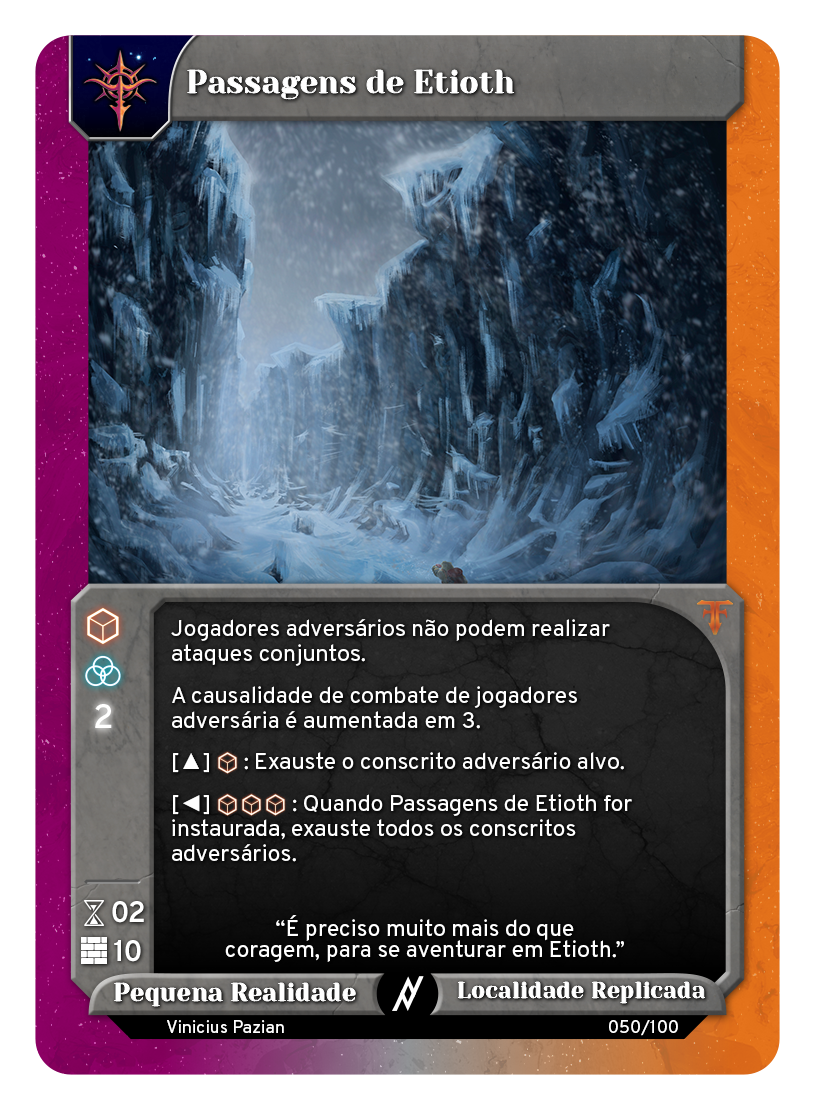 Passagens de Etioth
Jogadores adversários não podem realizar
ataques conjuntos.
A causalidade de combate de jogadores
adversária é aumentada em 3.
[▲] : Exauste o conscrito adversário alvo.
[◄] : Quando Passagens de Etioth for
instaurada, exauste todos os conscritos
adversários.
2
02
10
“É preciso muito mais do que
coragem, para se aventurar em Etioth.”
Pequena Realidade
Localidade Replicada
Vinicius Pazian
050/100